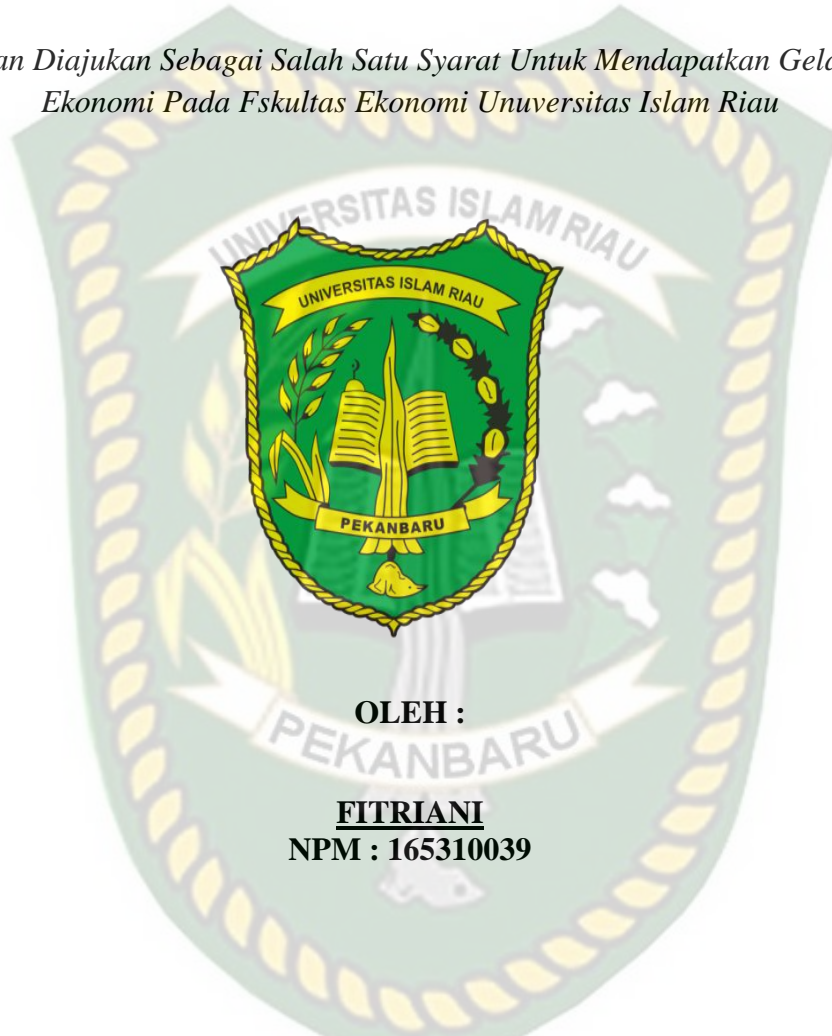 an Diajukan Sebagai Salah Satu Syarat Untuk Mendapatkan Gela
Ekonomi Pada Fskultas Ekonomi Unuversitas Islam Riau
UNIVERSITAS ISLAM RIAU
UNIVERSITAS ISLAM RIAU
PEKANBARU
OLEH :
PEKANBARU
FITRIANI
NPM : 165310039